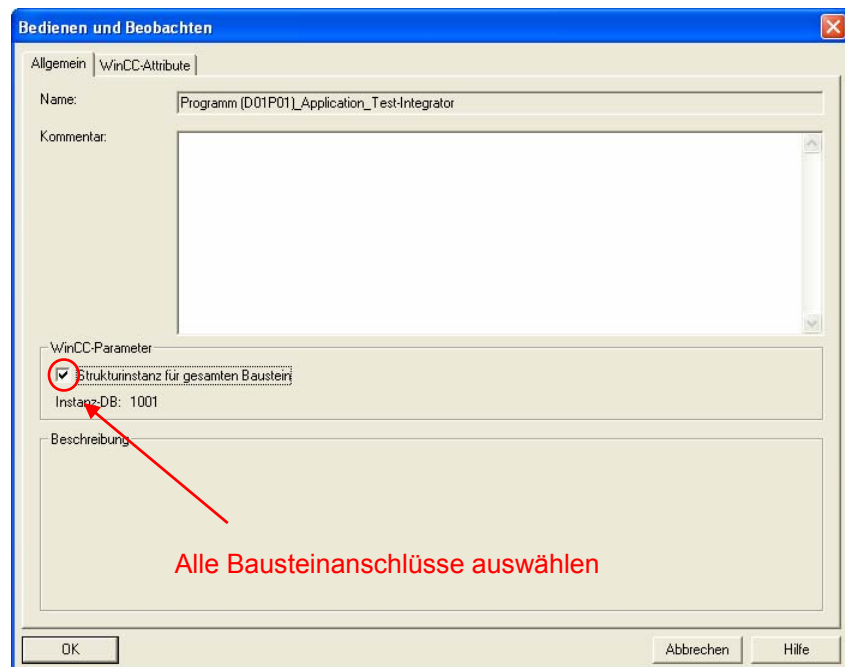 Bedienen und Beobachten
Allgemein WinCC-Attribute
Name: Programm (D01P01)_Application_Test-Integrator
Kommentar:
WinCC-Parameter
Strukturinstanz für gesamten Baustein
Instanz-DB: 1001
Beschreibung
Alle Bausteinanschlüsse auswählen
OK Abbrechen Hilfe